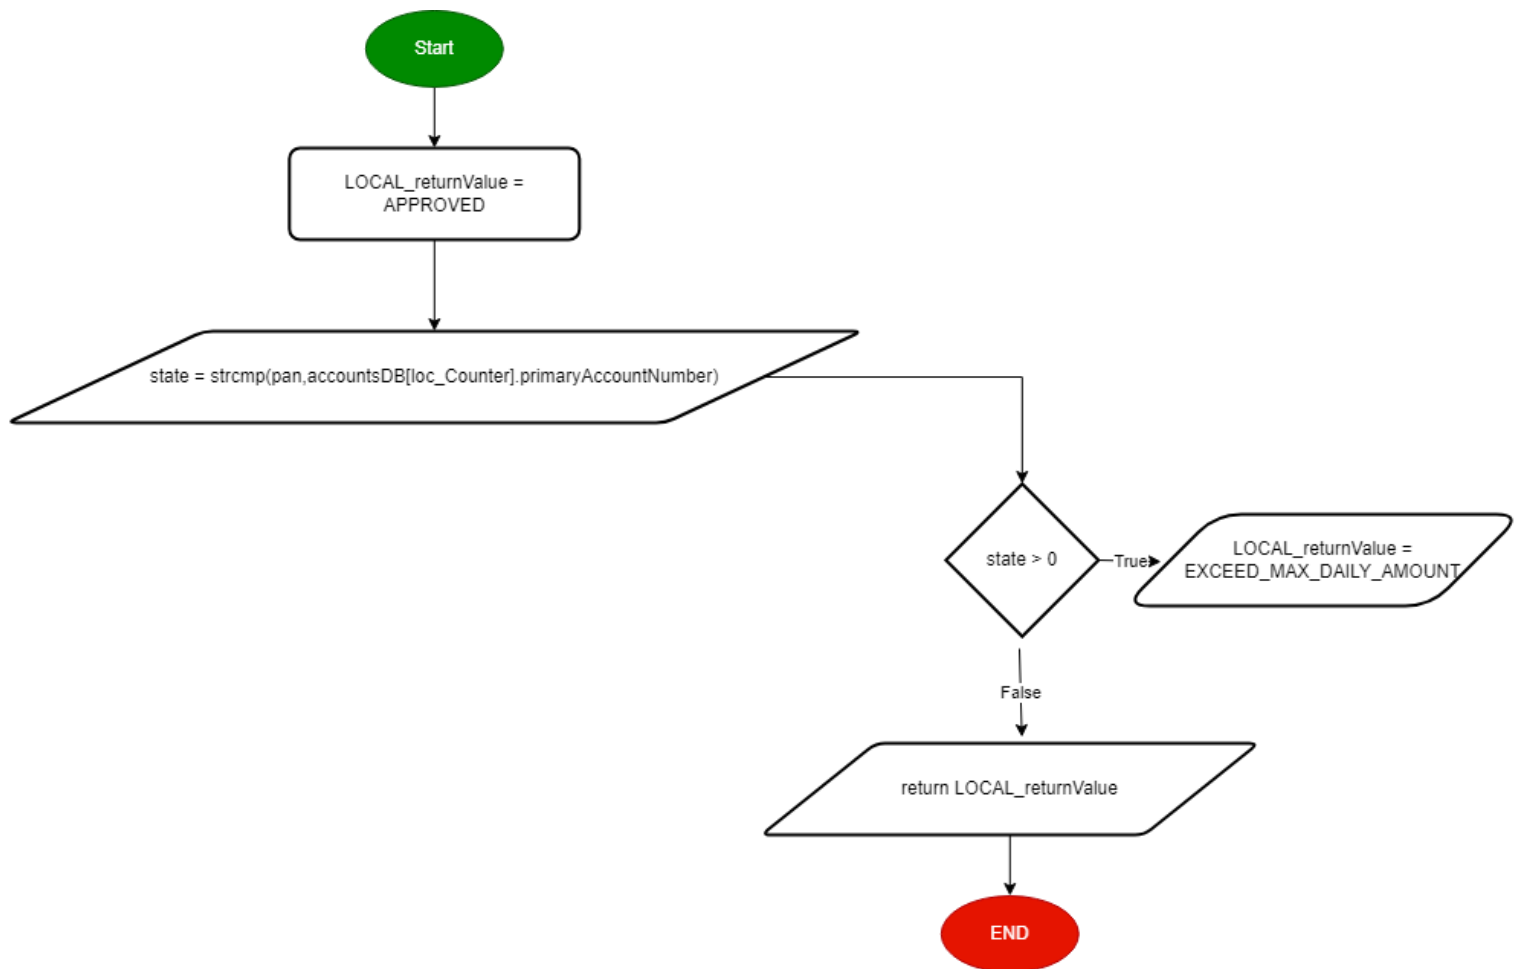 Start
LOCAL_returnValue =
APPROVED
state = strcmp(pan,accountsDB[loc_Counter].primaryAccountNumber)
state > 0
True
LOCAL_returnValue =
EXCEED_MAX_DAILY_AMOUNT
False
return LOCAL_returnValue
END